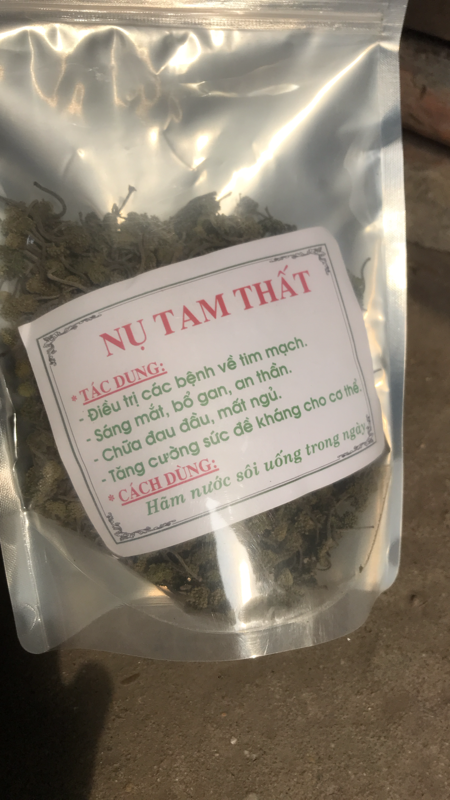 NỤ TAM THẤT
* TÁC DỤNG:
- Điều trị các bệnh về tim mạch.
- Sáng mắt, bổ gan, an thần.
- Chữa đau đầu, mất ngủ.
- Tăng cường sức đề kháng cho cơ thể.
* CÁCH DÙNG:
Hãm nước sôi uống trong ngày.